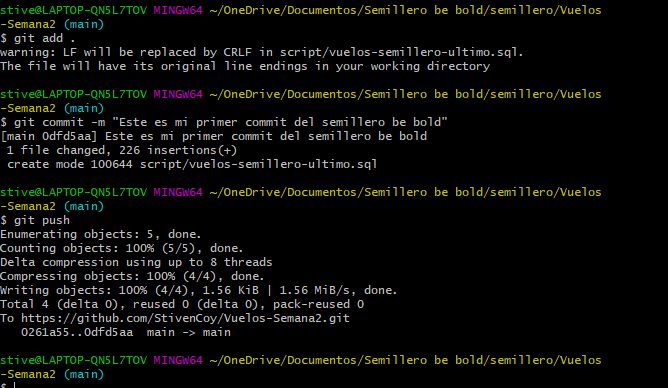 stive@LAPTOP-QN5L7TOV MINGW64 ~/OneDrive/Documentos/Semillero be bold/semillero/Vuelos
-Semana2 (main)
$ git add .
warning: LF will be replaced by CRLF in script/vuelos-semillero-ultimo.sql.
The file will have its original line endings in your working directory
stive@LAPTOP-QN5L7TOV MINGW64 ~/OneDrive/Documentos/Semillero be bold/semillero/Vuelos
-Semana2 (main)
$ git commit -m "Este es mi primer commit del semillero be bold"
[main 0dfd5aa] Este es mi primer commit del semillero be bold
 1 file changed, 226 insertions(+)
 create mode 100644 script/vuelos-semillero-ultimo.sql
stive@LAPTOP-QN5L7TOV MINGW64 ~/OneDrive/Documentos/Semillero be bold/semillero/Vuelos
-Semana2 (main)
$ git push
Enumerating objects: 5, done.
Counting objects: 100% (5/5), done.
Delta compression using up to 8 threads
Compressing objects: 100% (4/4), done.
Writing objects: 100% (4/4), 1.56 KiB | 1.56 MiB/s, done.
Total 4 (delta 0), reused 0 (delta 0), pack-reused 0
To https://github.com/StivenCoy/Vuelos-Semana2.git
   0261a55..0dfd5aa  main -> main
stive@LAPTOP-QN5L7TOV MINGW64 ~/OneDrive/Documentos/Semillero be bold/semillero/Vuelos
-Semana2 (main)
$